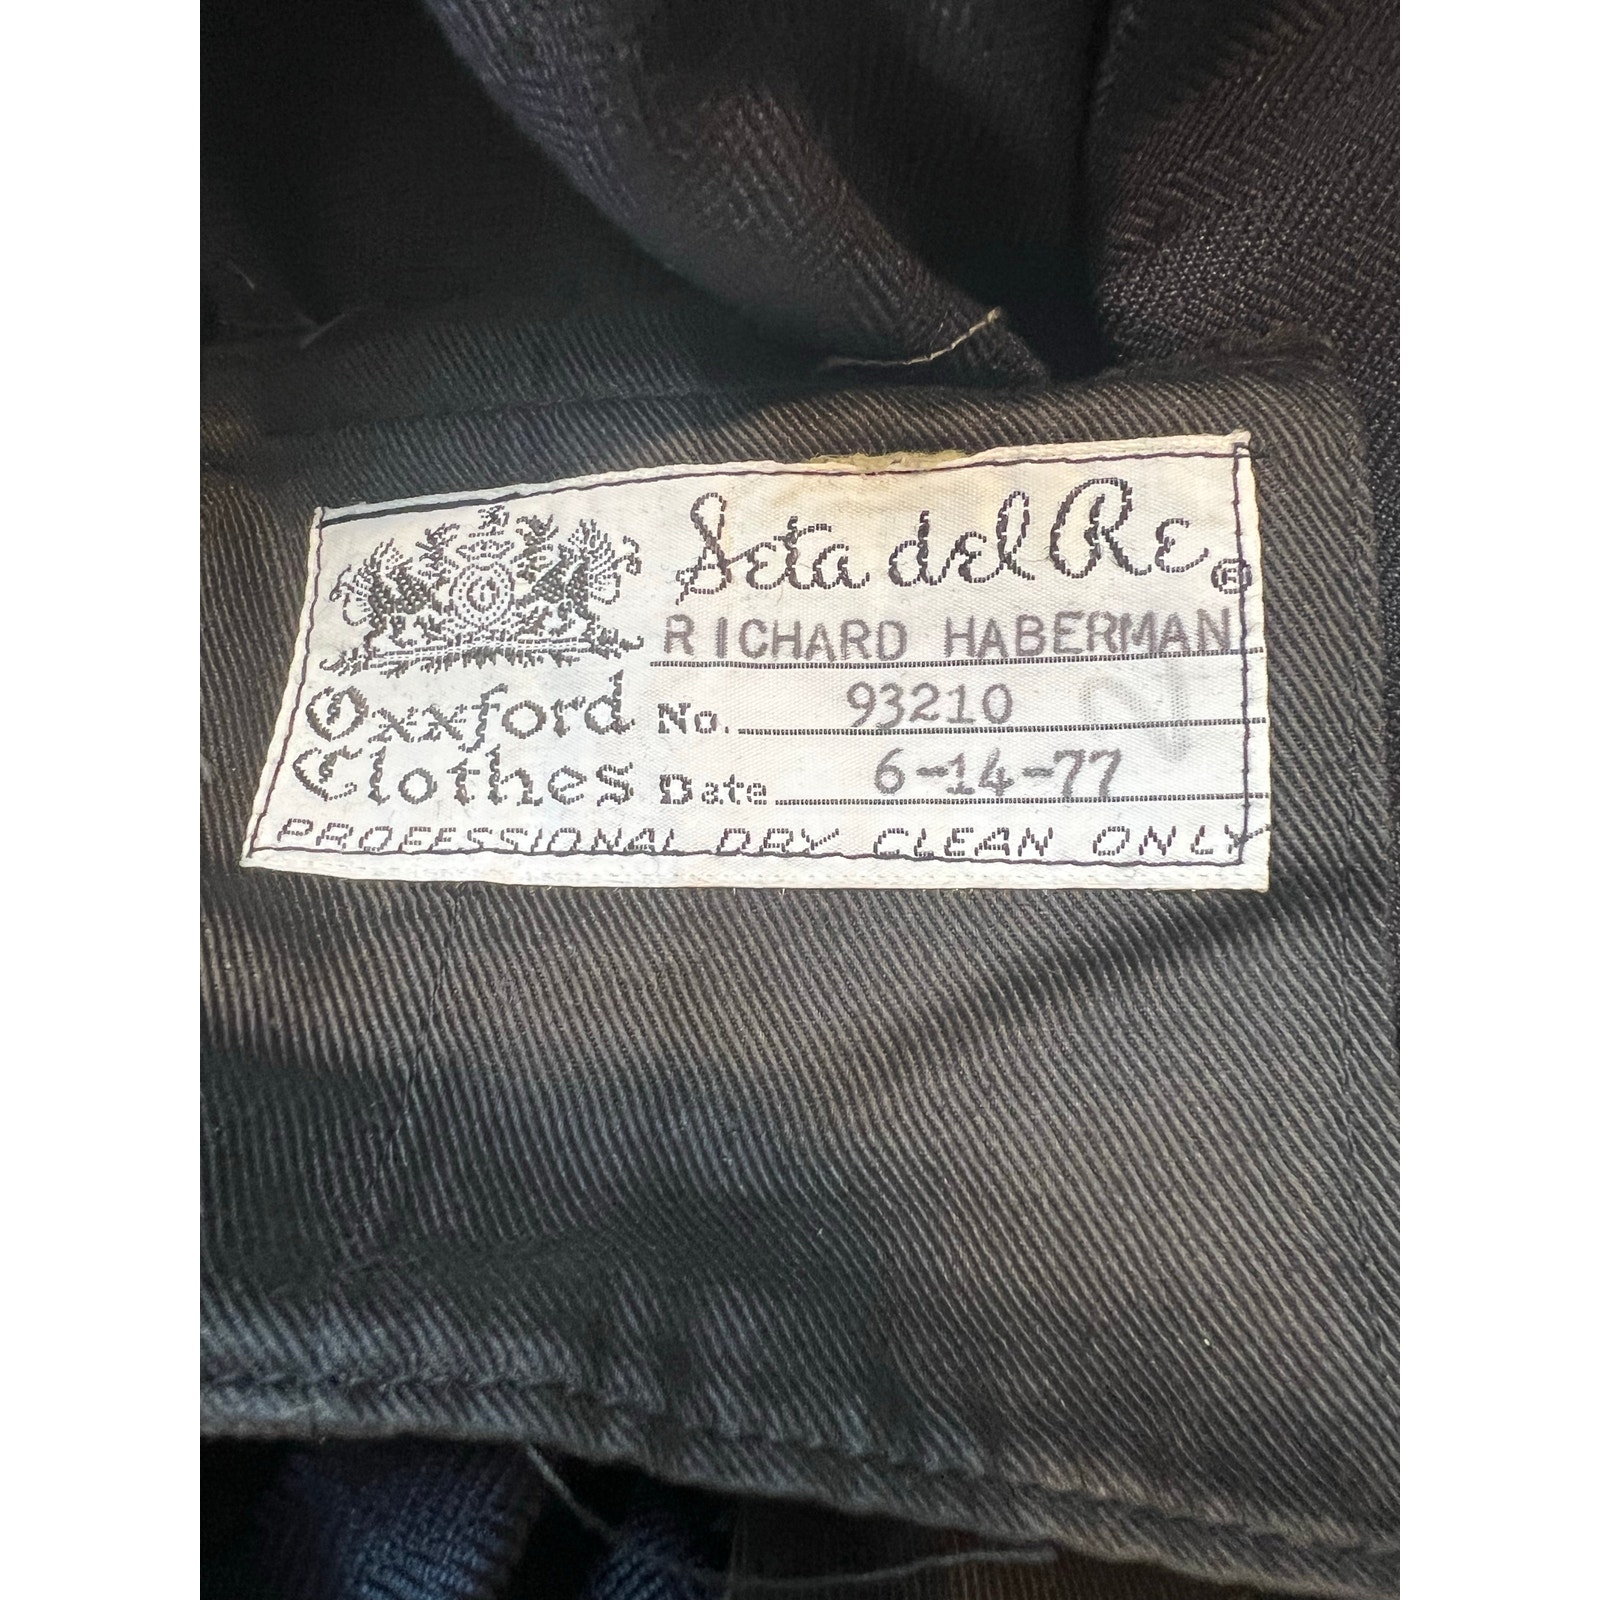 Seta del Re ®
RICHARD HABERMAN
Oxxford No. 93210
Clothes Date 6-14-77
PROFESSIONAL DRY CLEAN ONLY